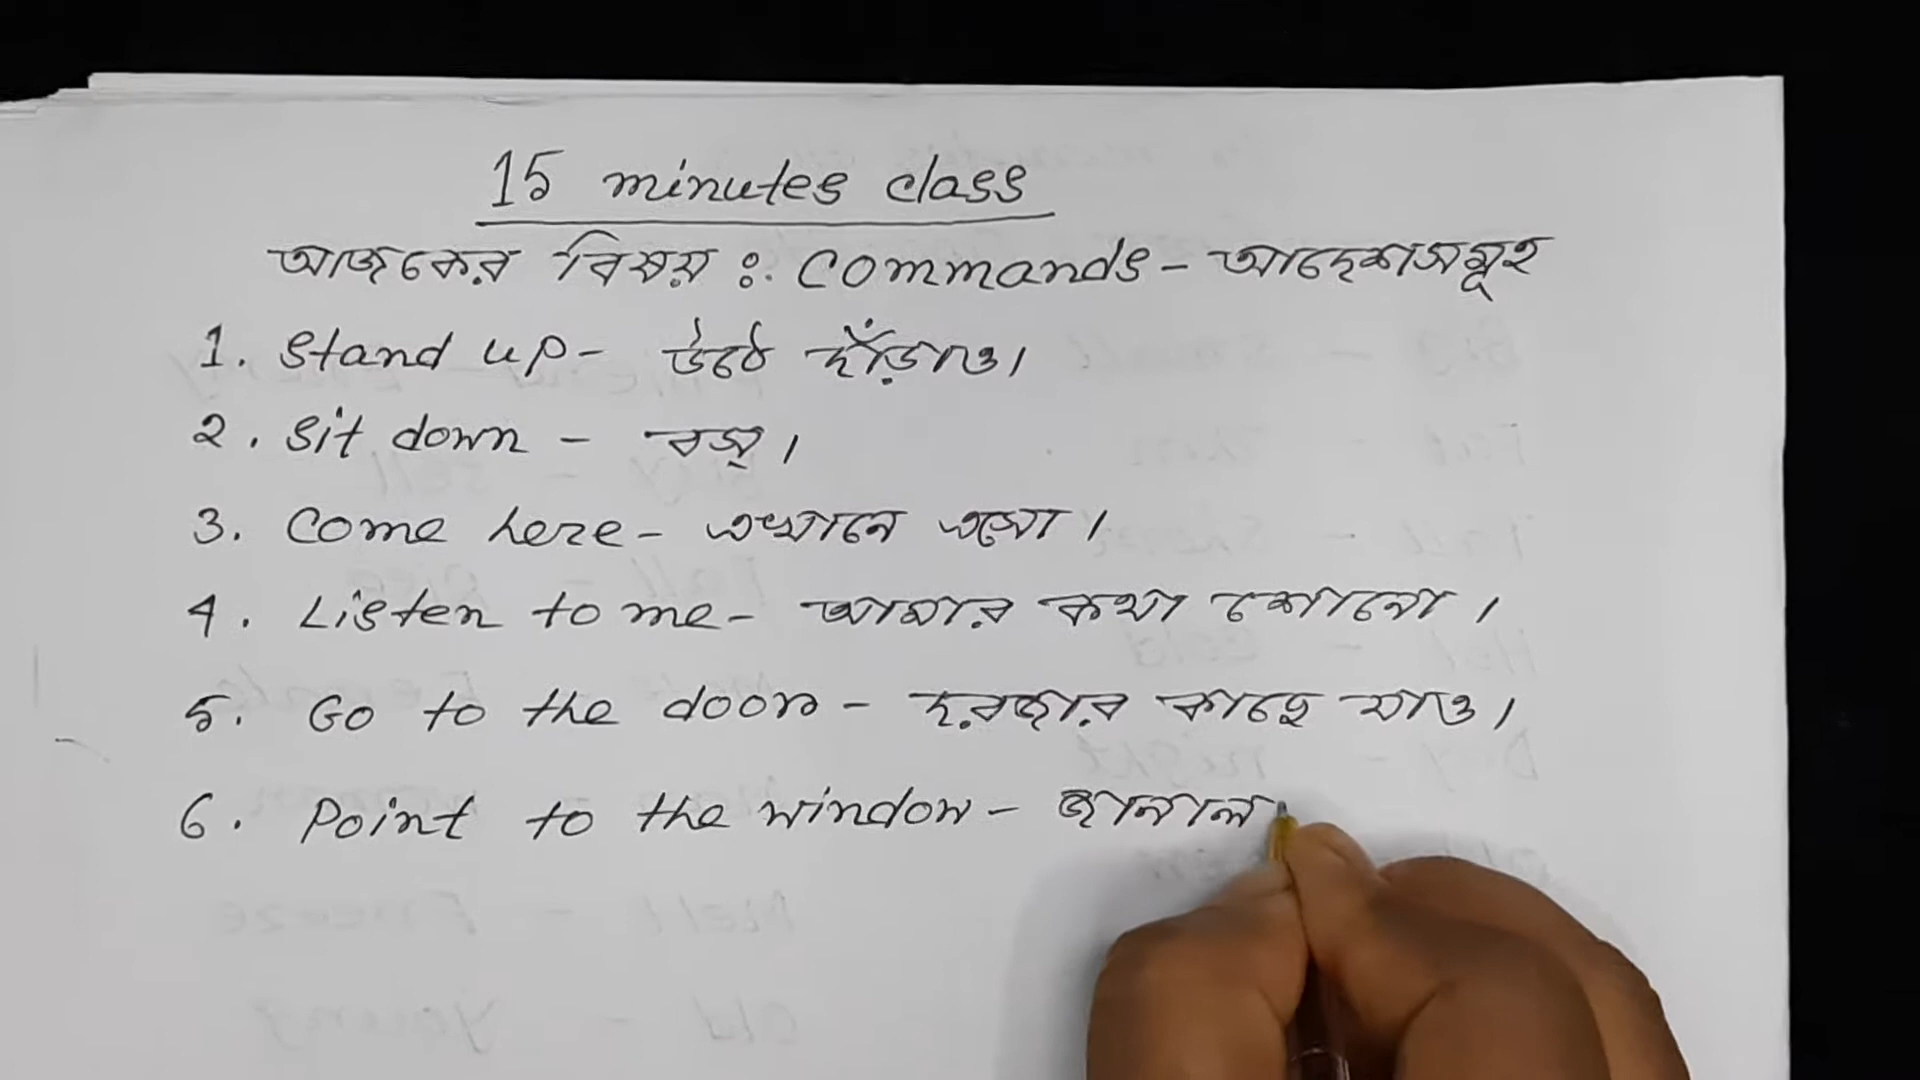 15 minutes class
আজকের বিষয় ঃ Commands - আদেশসমূহ
1. Stand up - উঠে দাঁড়াও।
2. Sit down - বস্।
3. Come here - এখানে এসো।
4. Listen to me - আমার কথা শোনো।
5. Go to the door - দরজার কাছে যাও।
6. Point to the window - জানাল